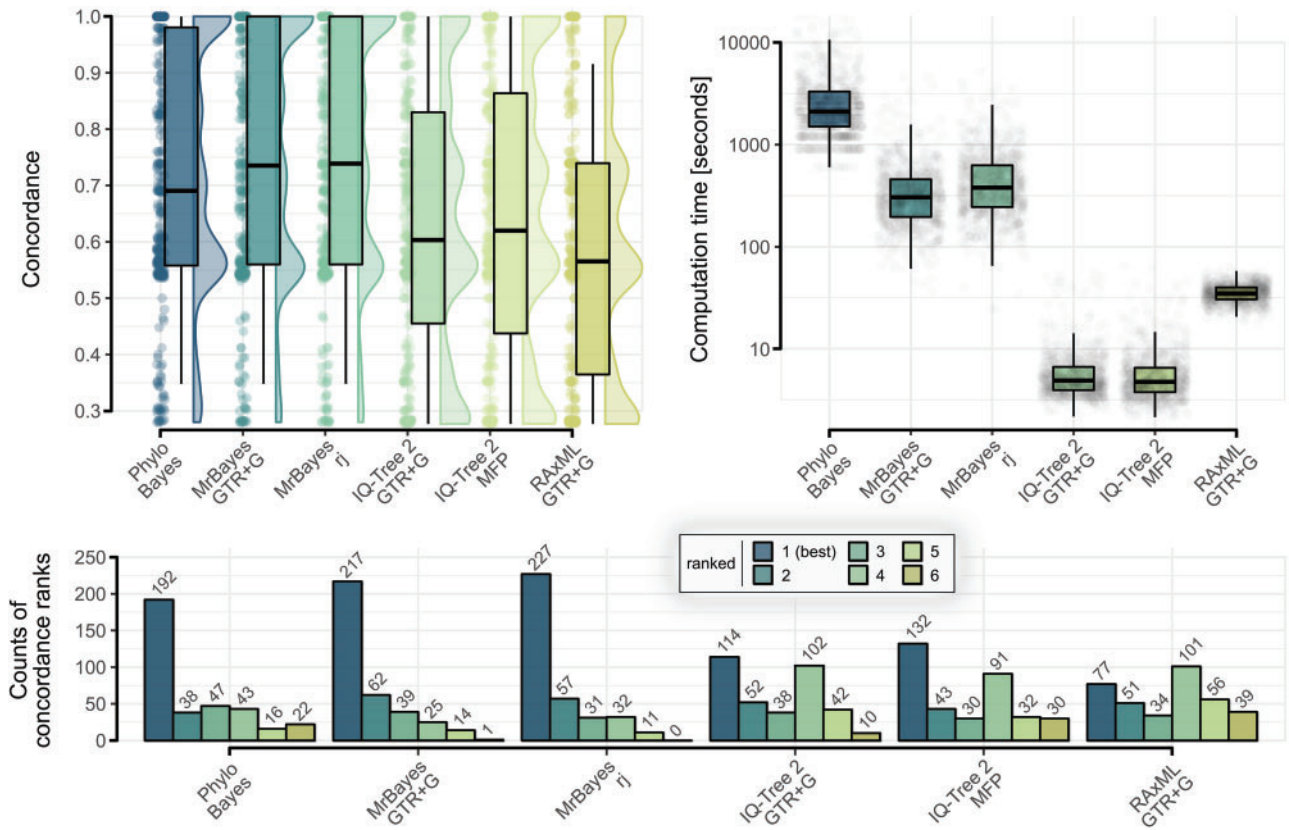 Concordance
1.0
0.9
0.8
0.7
0.6
0.5
0.4
0.3
Phylo
Bayes
MrBayes
GTR+G
MrBayes
rj
IQ-Tree 2
GTR+G
IQ-Tree 2
MFP
RAxML
GTR+G
Computation time [seconds]
10000
1000
100
10
Phylo
Bayes
MrBayes
GTR+G
MrBayes
rj
IQ-Tree 2
GTR+G
IQ-Tree 2
MFP
RAxML
GTR+G
ranked
1 (best)
3
5
2
4
6
Counts of
concordance ranks
250
200
150
100
50
0
192
38
47
43
16
22
217
62
39
25
14
1
227
57
31
32
11
0
114
52
38
102
42
10
132
43
30
91
32
30
77
51
34
101
56
39
Phylo
Bayes
MrBayes
GTR+G
MrBayes
rj
IQ-Tree 2
GTR+G
IQ-Tree 2
MFP
RAxML
GTR+G